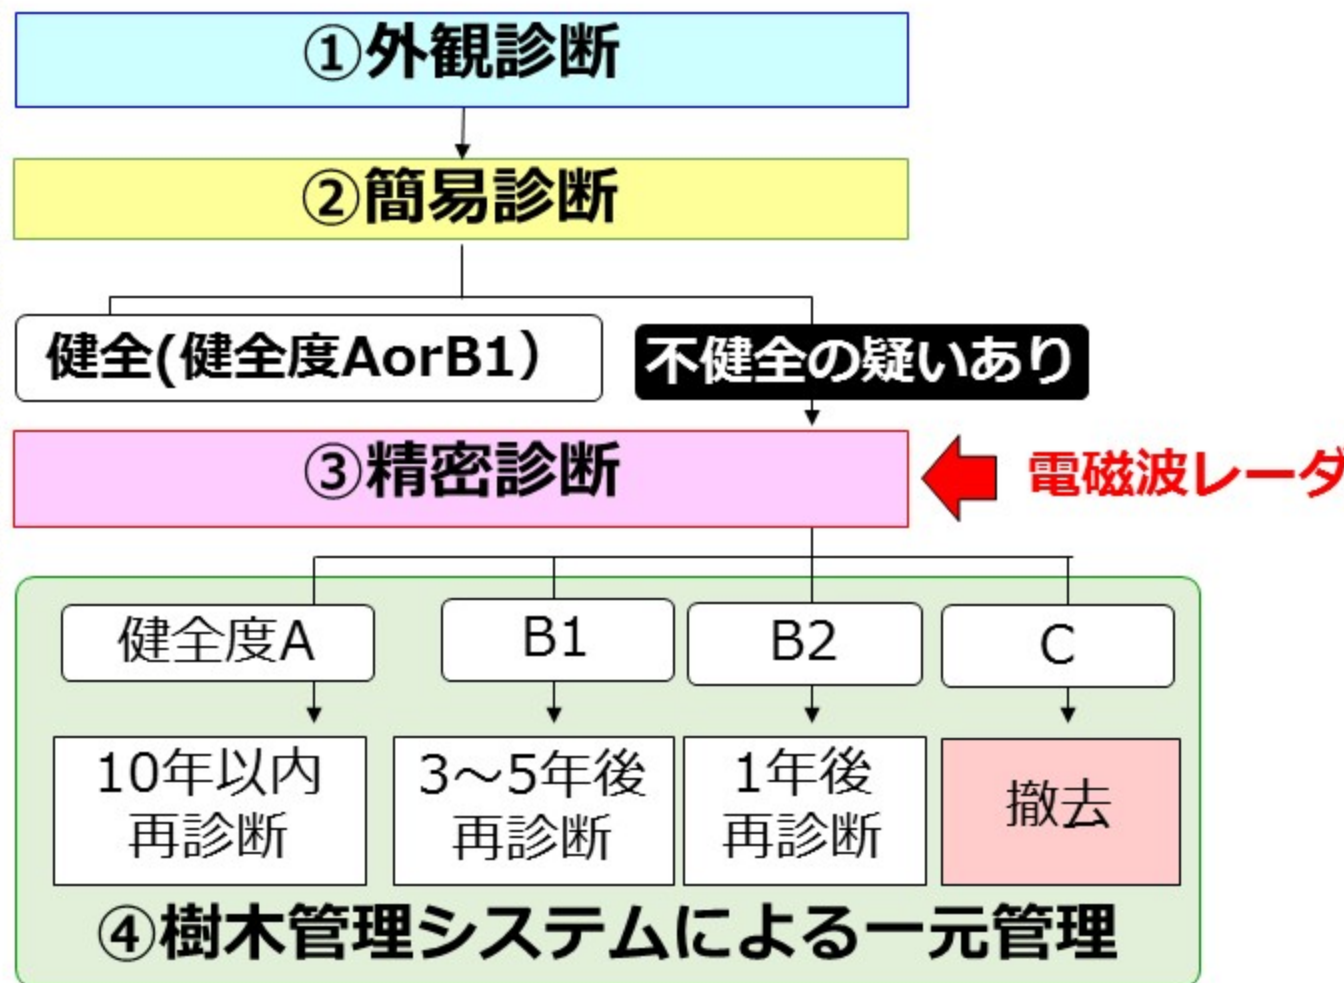 ①外観診断
②簡易診断
健全(健全度AorB1）
不健全の疑いあり
③精密診断
電磁波レーダ
健全度A
B1
B2
C
10年以内
再診断
3～5年後
再診断
1年後
再診断
撤去
④樹木管理システムによる一元管理